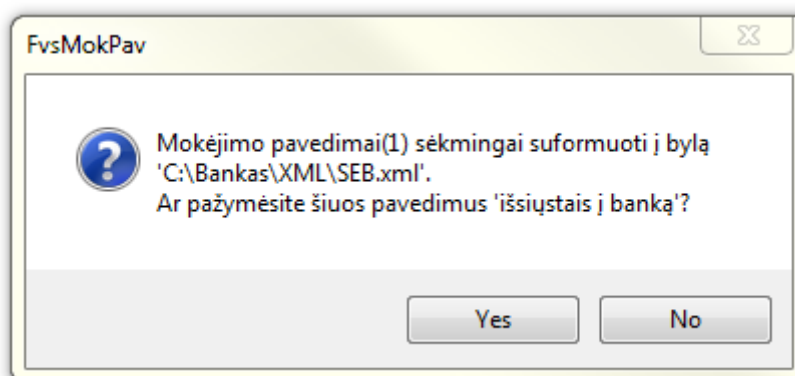 FvsMokPav
Mokėjimo pavedimai(1) sėkmingai suformuoti į bylą
'C:\Bankas\XML\SEB.xml'.
Ar pažymėsite šiuos pavedimus 'išsiųstais į banką'?
Yes
No